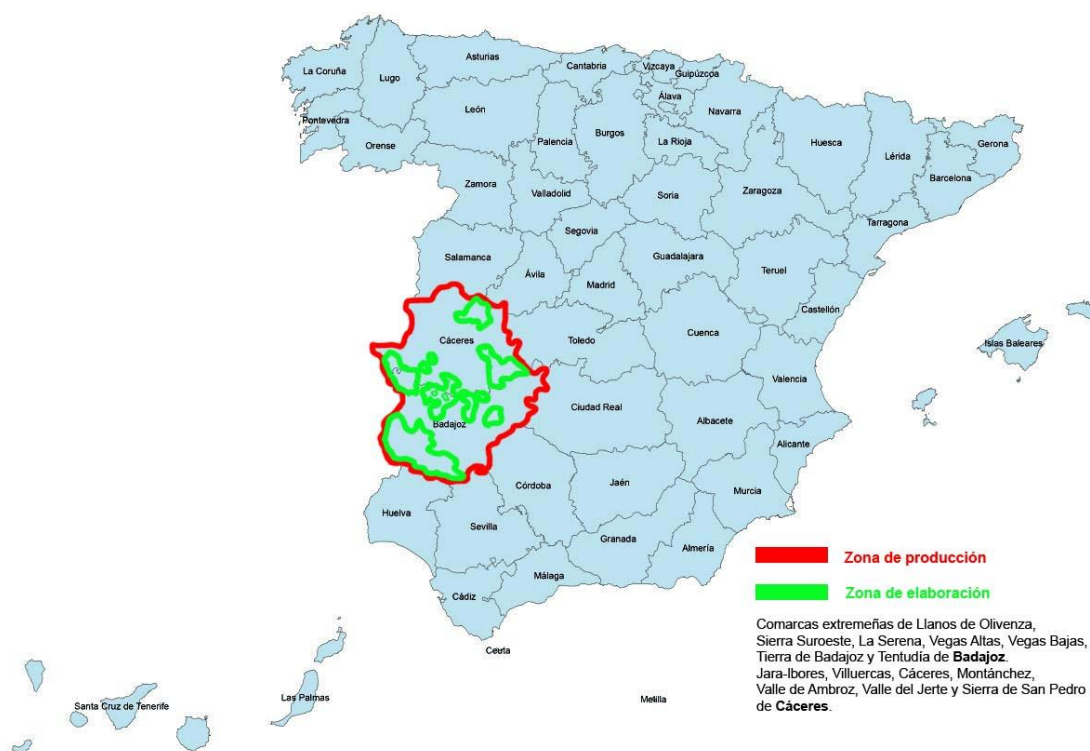 Asturias
Cantabria
Vizcaya
Guipúzcoa
La Coruña
Lugo
Álava
Navarra
León
Pontevedra
Orense
Palencia
Burgos
La Rioja
Huesca
Lérida
Gerona
Barcelona
Zamora
Valladolid
Soria
Zaragoza
Tarragona
Segovia
Salamanca
Ávila
Madrid
Guadalajara
Teruel
Castellón
Cáceres
Toledo
Cuenca
Islas Baleares
Valencia
Badajoz
Ciudad Real
Albacete
Alicante
Huelva
Sevilla
Córdoba
Jaén
Murcia
Granada
Almería
Málaga
Cádiz
Ceuta
Melilla
Las Palmas
Santa Cruz de Tenerife
Zona de producción
Zona de elaboración
Comarcas extremeñas de Llanos de Olivenza,
Sierra Suroeste, La Serena, Vegas Altas, Vegas Bajas,
Tierra de Badajoz y Tentudía de Badajoz.
Jara-Ibores, Villuercas, Cáceres, Montánchez,
Valle de Ambroz, Valle del Jerte y Sierra de San Pedro
de Cáceres.